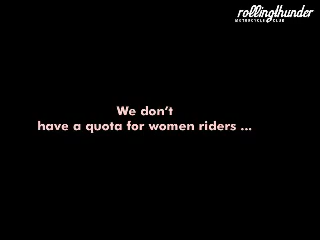 rollingthunder
MOTORCYCLE CLUB
We don't
have a quota for women riders ...